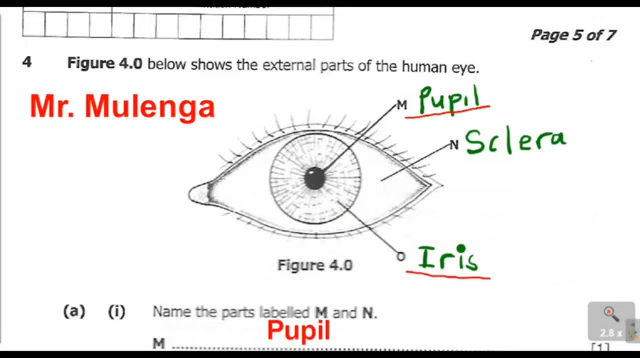 Page 5 of 7
4 Figure 4.0 below shows the external parts of the human eye.
Mr. Mulenga
M Pupil
N Sclera
O Iris
Figure 4.0
(a) (i) Name the parts labelled M and N.
Pupil
M ........................................ [1]
2.8 x